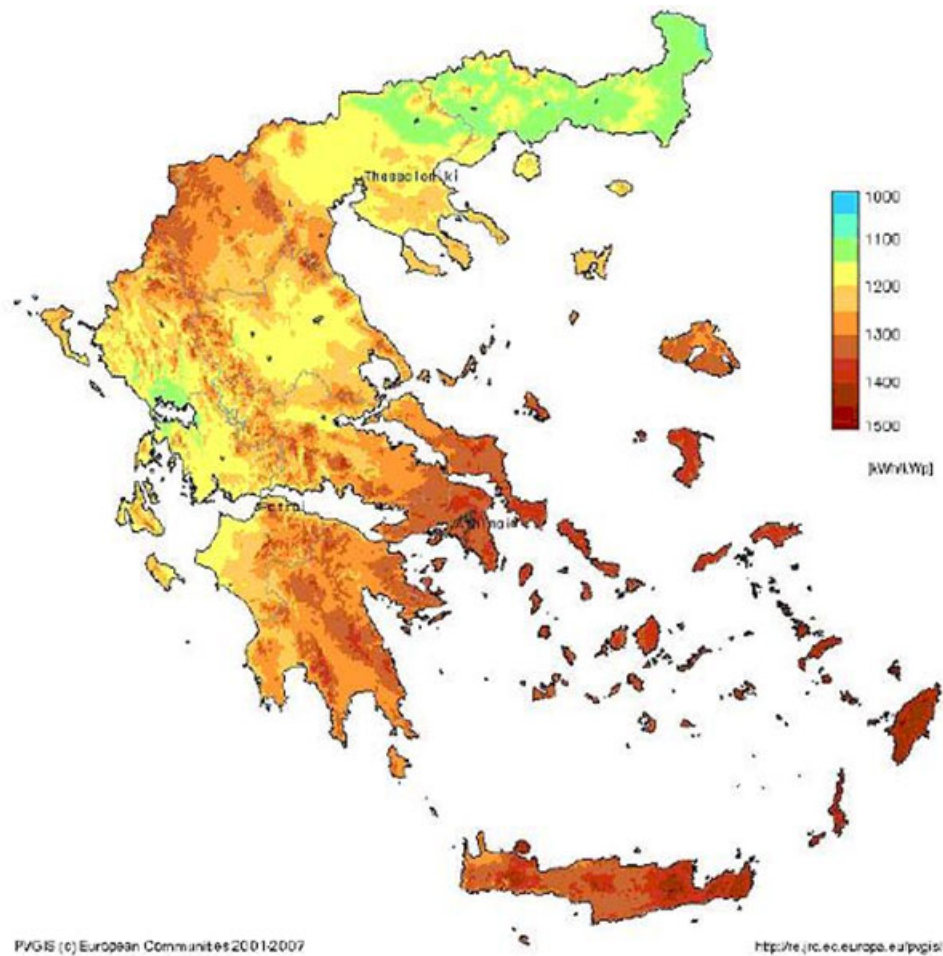 Thessaloniki
1000
1100
1200
1300
1400
1500
[kWh/kWp]
PVGIS (c) European Communities 2001-2007
http://re.jrc.ec.europa.eu/pvgis/